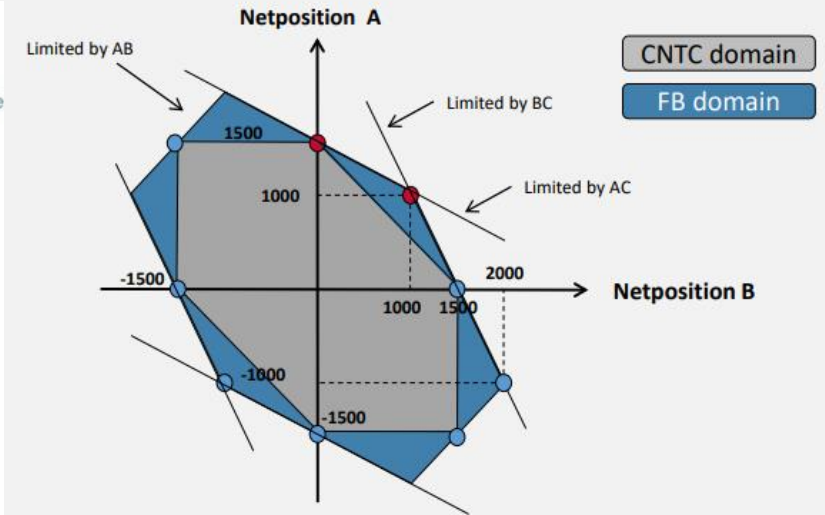 Netposition A
Limited by AB
CNTC domain
FB domain
e
Limited by BC
1500
1000
Limited by AC
-1500
2000
Netposition B
1000 1500
-1000
-1500